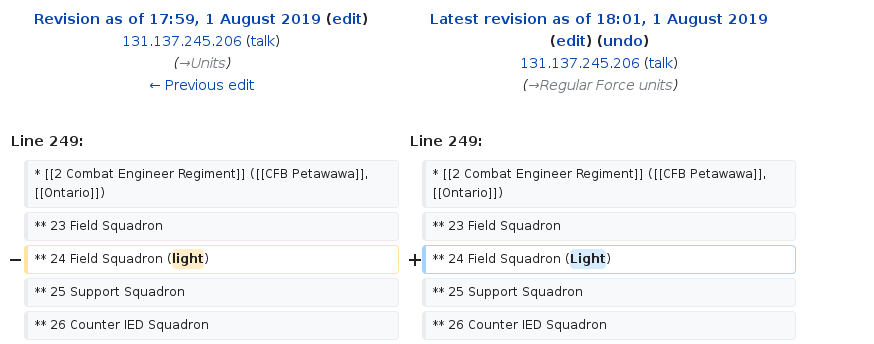 Revision as of 17:59, 1 August 2019 (edit)
131.137.245.206 (talk)
(→Units)
← Previous edit
Latest revision as of 18:01, 1 August 2019
(edit) (undo)
131.137.245.206 (talk)
(→Regular Force units)
Line 249:
Line 249:
* [[2 Combat Engineer Regiment]] ([[CFB Petawawa]],
[[Ontario]])
* [[2 Combat Engineer Regiment]] ([[CFB Petawawa]],
[[Ontario]])
** 23 Field Squadron
** 23 Field Squadron
− ** 24 Field Squadron (light)
+ ** 24 Field Squadron (Light)
** 25 Support Squadron
** 25 Support Squadron
** 26 Counter IED Squadron
** 26 Counter IED Squadron